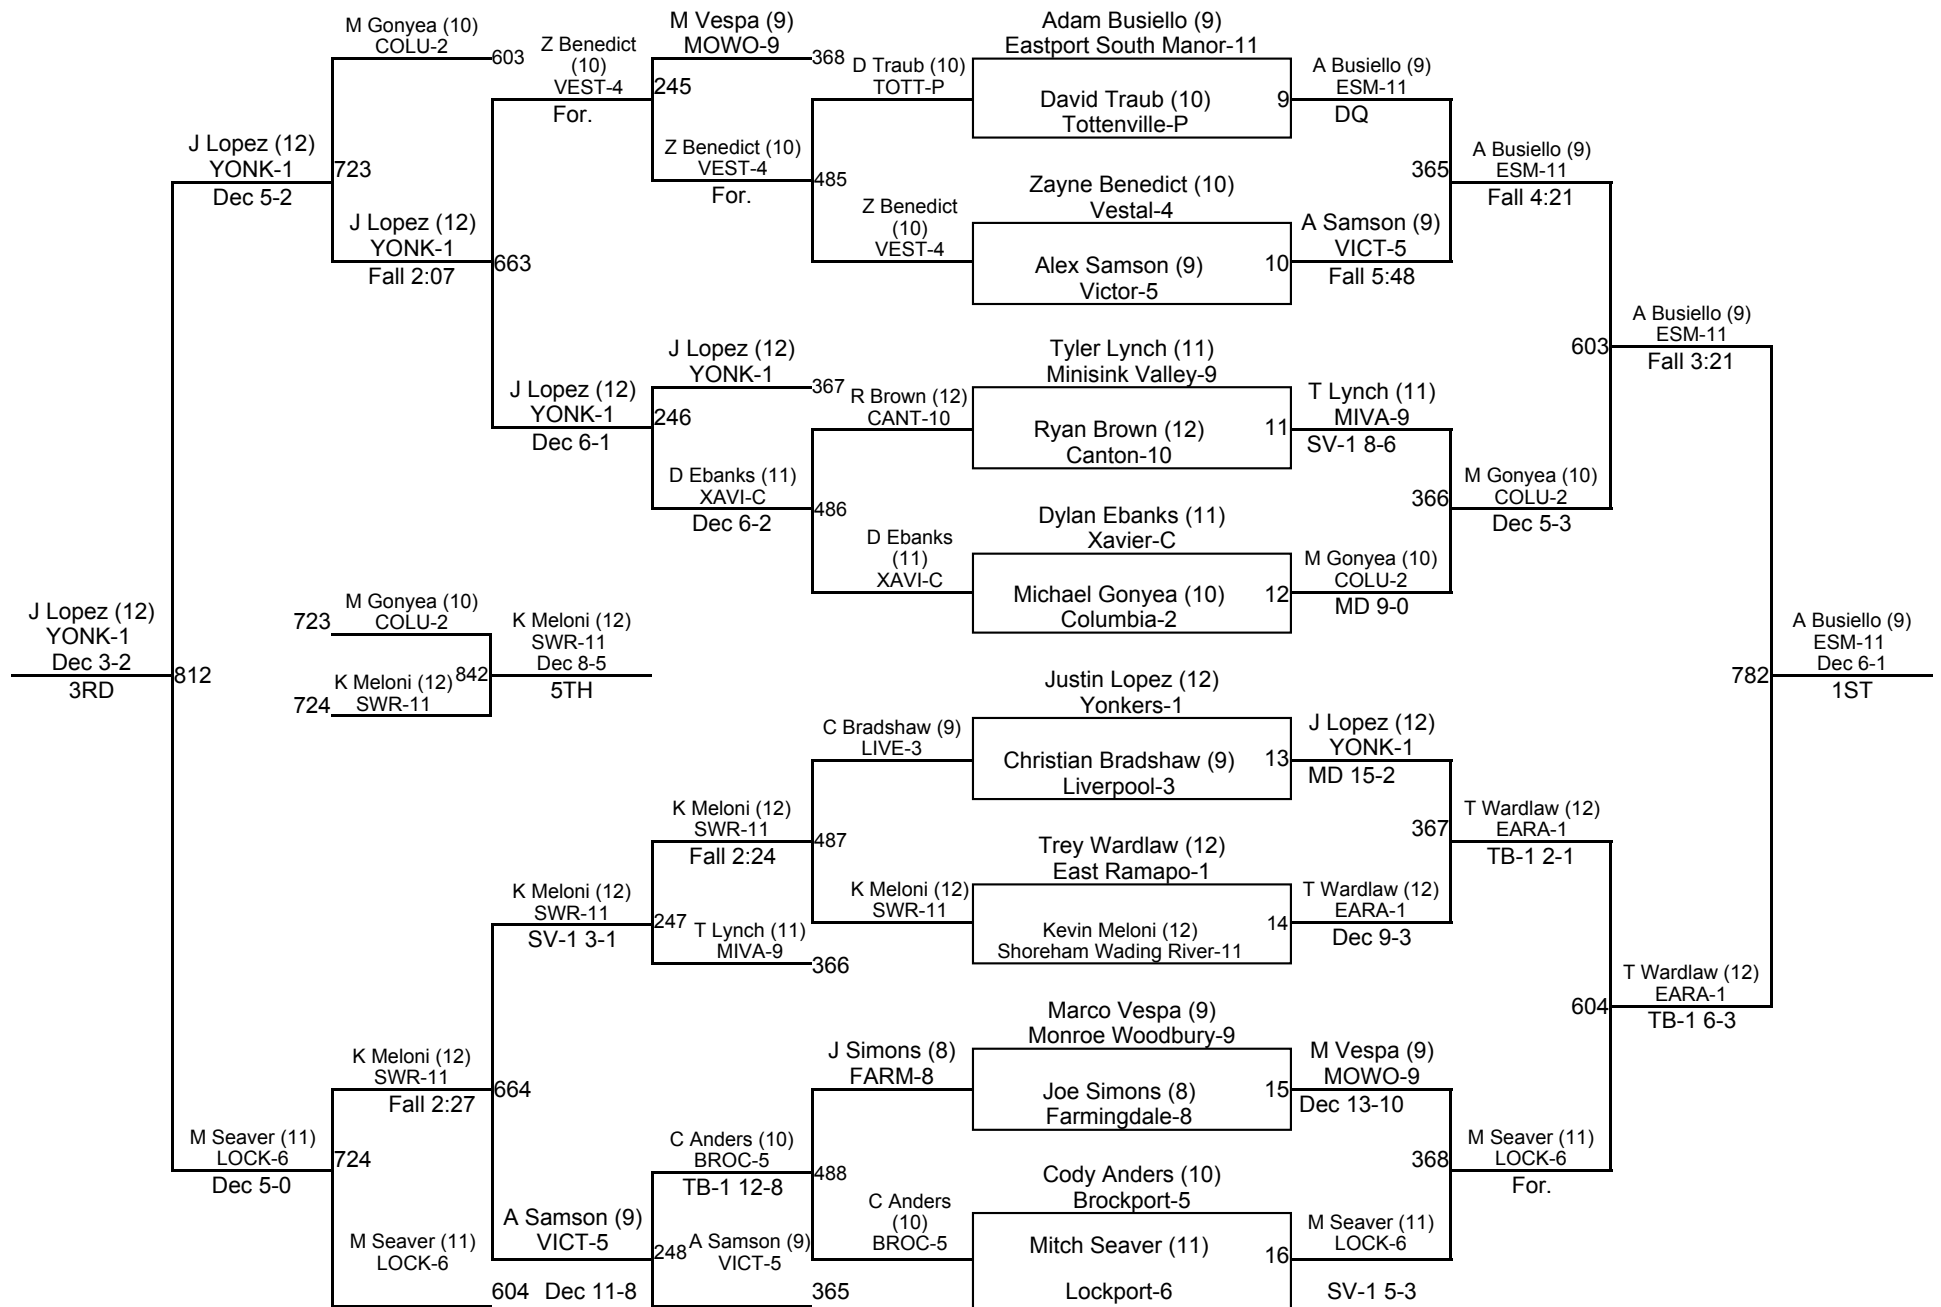 M Gonyea (10)
COLU-2
603
J Lopez (12)
YONK-1
Dec 5-2
723
J Lopez (12)
YONK-1
Fall 2:07
Z Benedict
(10)
VEST-4
For.
663
J Lopez (12)
YONK-1
Dec 6-1
M Vespa (9)
MOWO-9
368
245
Z Benedict (10)
VEST-4
For.
J Lopez (12)
YONK-1
367
246
D Ebanks (11)
XAVI-C
Dec 6-2
D Traub (10)
TOTT-P
485
Z Benedict
(10)
VEST-4
R Brown (12)
CANT-10
486
D Ebanks
(11)
XAVI-C
Adam Busiello (9)
Eastport South Manor-11
David Traub (10)
Tottenville-P
9
Zayne Benedict (10)
Vestal-4
Alex Samson (9)
Victor-5
10
Tyler Lynch (11)
Minisink Valley-9
Ryan Brown (12)
Canton-10
11
Dylan Ebanks (11)
Xavier-C
Michael Gonyea (10)
Columbia-2
12
A Busiello (9)
ESM-11
DQ
365
A Samson (9)
VICT-5
Fall 5:48
T Lynch (11)
MIVA-9
SV-1 8-6
366
M Gonyea (10)
COLU-2
MD 9-0
A Busiello (9)
ESM-11
Fall 4:21
603
M Gonyea (10)
COLU-2
Dec 5-3
A Busiello (9)
ESM-11
Fall 3:21
J Lopez (12)
YONK-1
Dec 3-2
3RD
812
723
M Gonyea (10)
COLU-2
724
K Meloni (12)
SWR-11
842
K Meloni (12)
SWR-11
Dec 8-5
5TH
782
A Busiello (9)
ESM-11
Dec 6-1
1ST
Justin Lopez (12)
Yonkers-1
Christian Bradshaw (9)
Liverpool-3
13
Trey Wardlaw (12)
East Ramapo-1
Kevin Meloni (12)
Shoreham Wading River-11
14
Marco Vespa (9)
Monroe Woodbury-9
Joe Simons (8)
Farmingdale-8
15
Cody Anders (10)
Brockport-5
Mitch Seaver (11)
Lockport-6
16
C Bradshaw (9)
LIVE-3
487
K Meloni (12)
SWR-11
J Simons (8)
FARM-8
488
C Anders
(10)
BROC-5
K Meloni (12)
SWR-11
Fall 2:24
247
T Lynch (11)
MIVA-9
366
C Anders (10)
BROC-5
TB-1 12-8
248
A Samson (9)
VICT-5
365
K Meloni (12)
SWR-11
SV-1 3-1
664
A Samson (9)
VICT-5
Dec 11-8
K Meloni (12)
SWR-11
Fall 2:27
724
M Seaver (11)
LOCK-6
604
M Seaver (11)
LOCK-6
Dec 5-0
J Lopez (12)
YONK-1
MD 15-2
367
T Wardlaw (12)
EARA-1
Dec 9-3
M Vespa (9)
MOWO-9
Dec 13-10
368
M Seaver (11)
LOCK-6
SV-1 5-3
T Wardlaw (12)
EARA-1
TB-1 2-1
604
M Seaver (11)
LOCK-6
For.
T Wardlaw (12)
EARA-1
TB-1 6-3